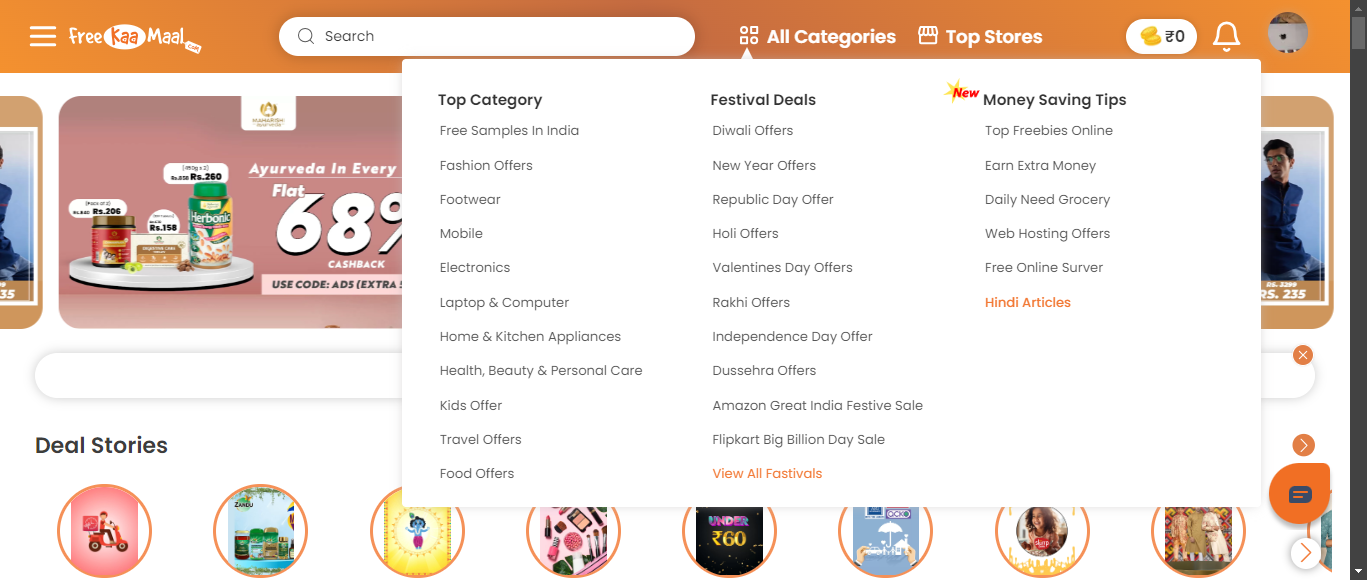 Free Kaa Maal .com
Search
All Categories
Top Stores
₹0
Top Category
Free Samples In India
Fashion Offers
Footwear
Mobile
Electronics
Laptop & Computer
Home & Kitchen Appliances
Health, Beauty & Personal Care
Kids Offer
Travel Offers
Food Offers
Festival Deals
Diwali Offers
New Year Offers
Republic Day Offer
Holi Offers
Valentines Day Offers
Rakhi Offers
Independence Day Offer
Dussehra Offers
Amazon Great India Festive Sale
Flipkart Big Billion Day Sale
View All Fastivals
New
Money Saving Tips
Top Freebies Online
Earn Extra Money
Daily Need Grocery
Web Hosting Offers
Free Online Surver
Hindi Articles
35
MAHARISHI
Ayurveda In Every
Flat
68%
CASHBACK
USE CODE: AD5 (EXTRA
Rs.260
Rs.206
Rs.158
Herbonic
RS. 3299
RS. 235
Deal Stories
ZANDU
UNDER
₹60